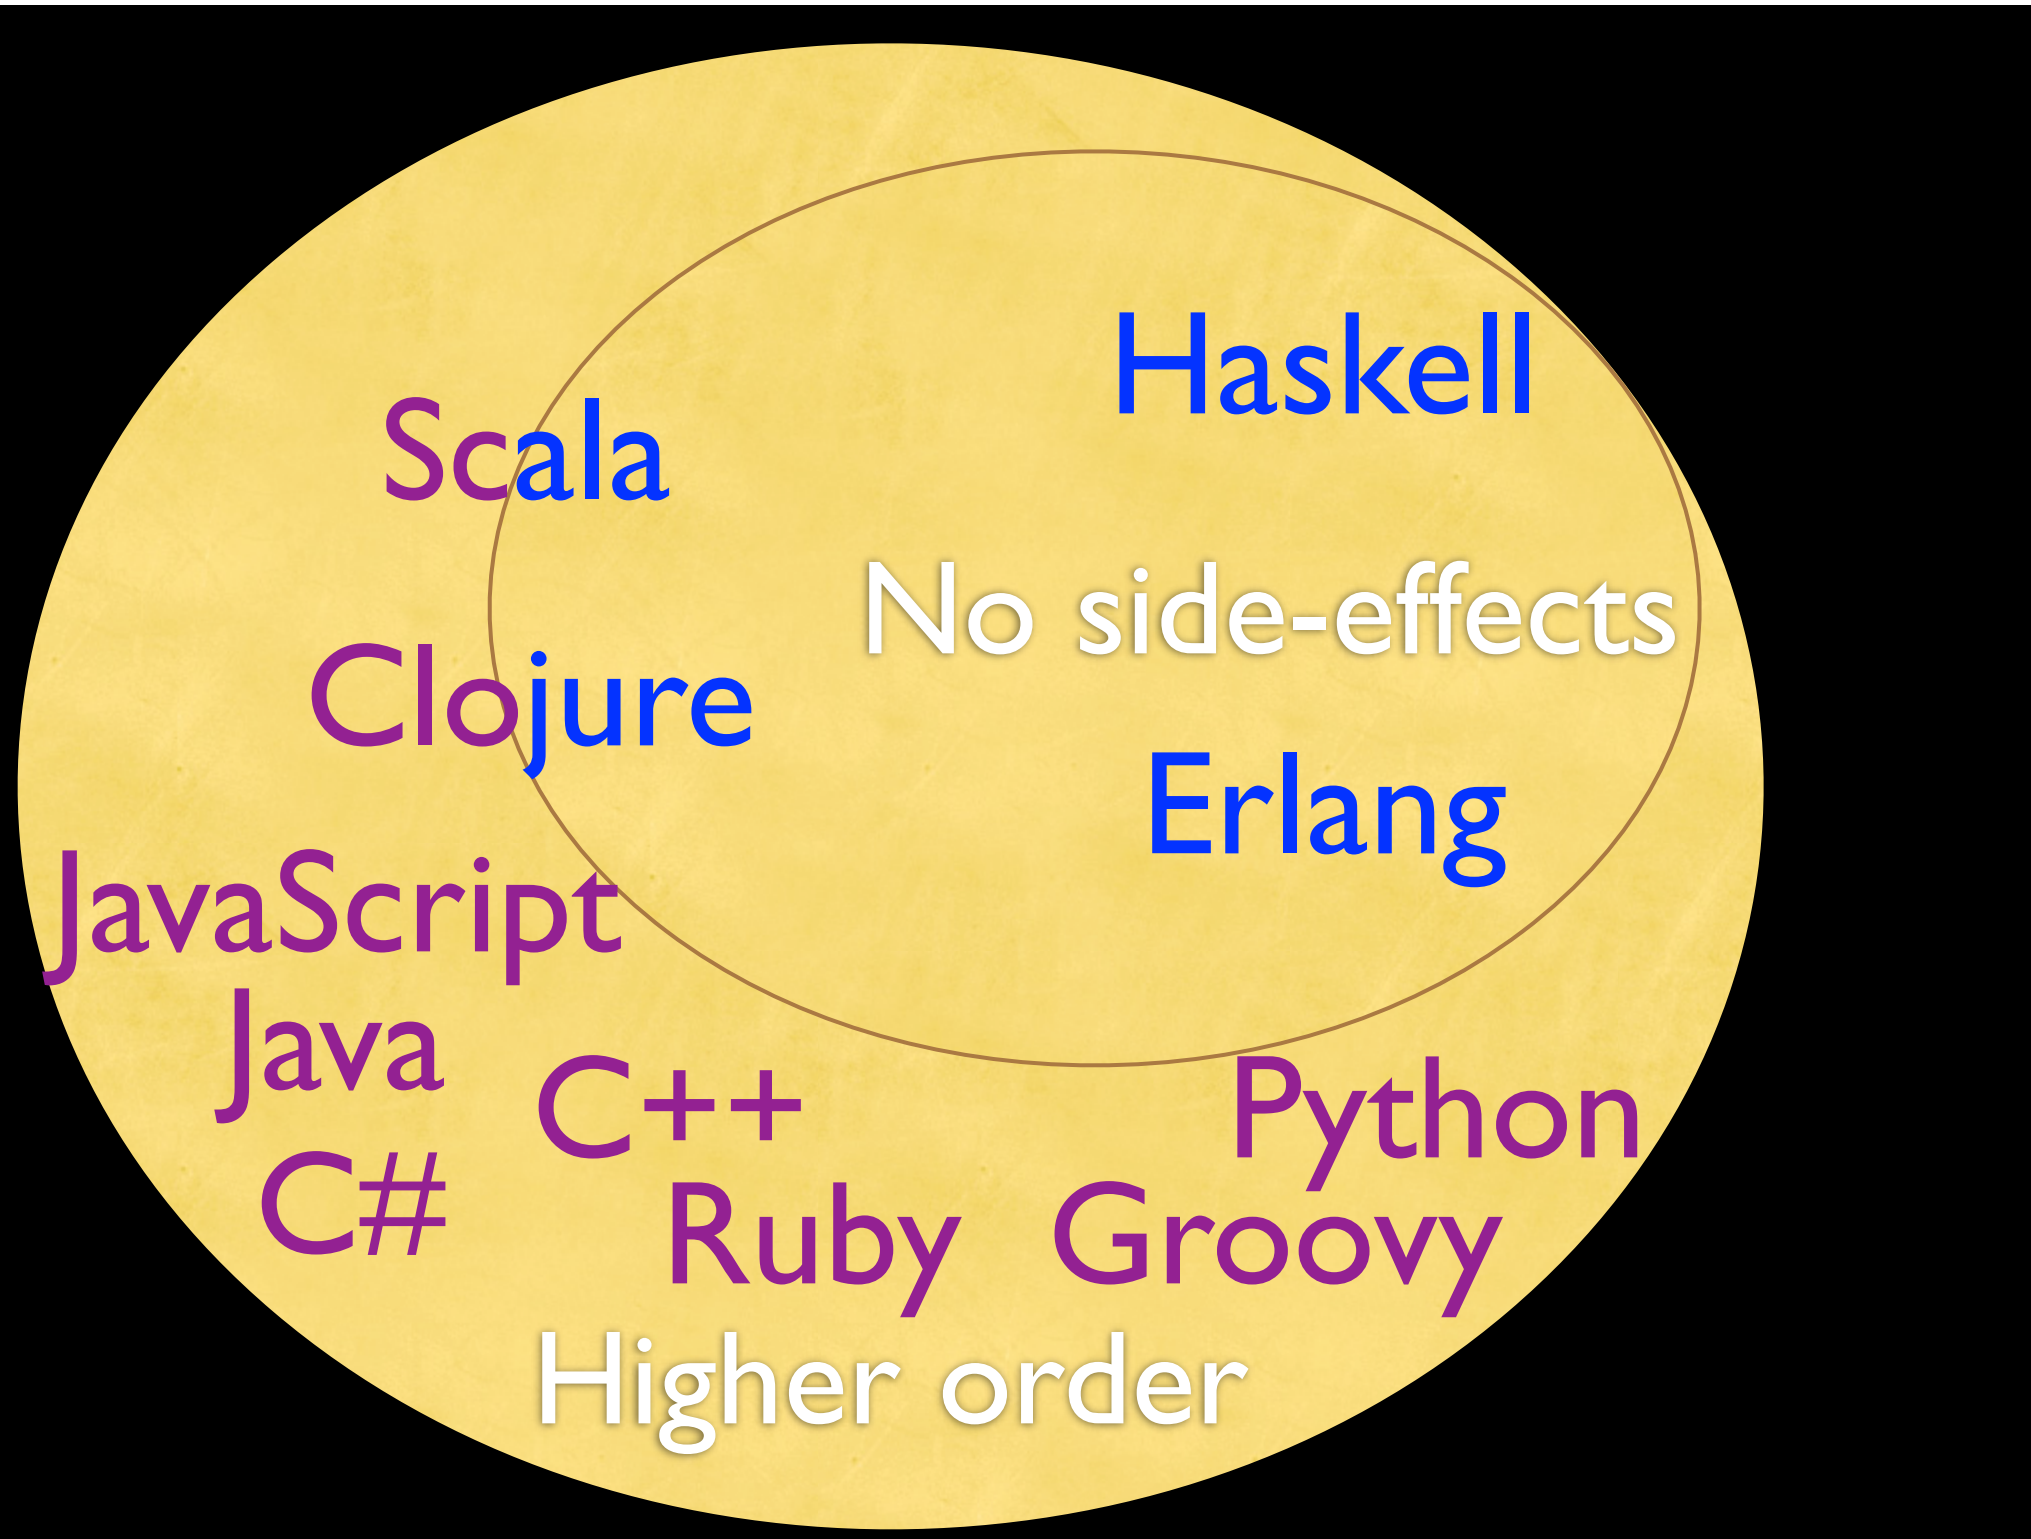 Haskell
Scala
No side-effects
Clojure
Erlang
JavaScript
Java
C++
Python
C#
Ruby
Groovy
Higher order